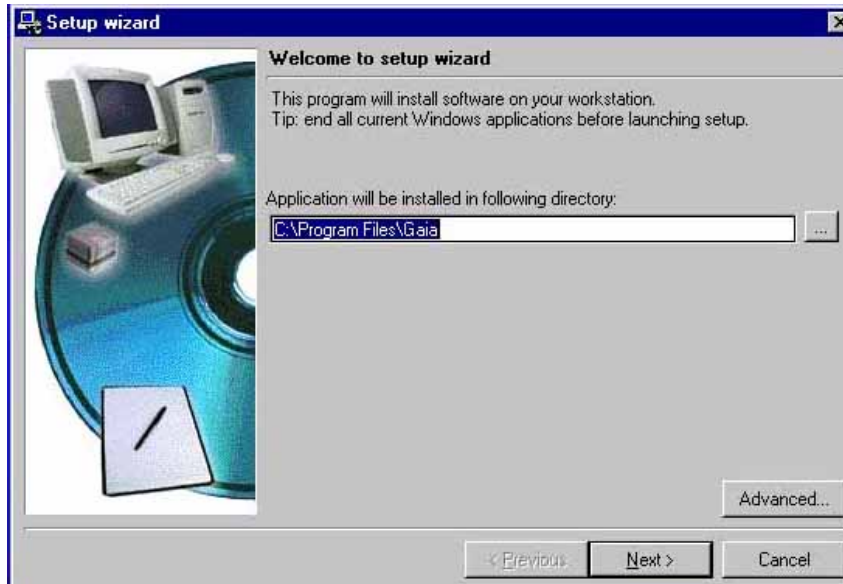 Setup wizard
Welcome to setup wizard
This program will install software on your workstation.
Tip: end all current Windows applications before launching setup.
Application will be installed in following directory:
C:\Program Files\Gaia
...
Advanced...
< Previous
Next >
Cancel